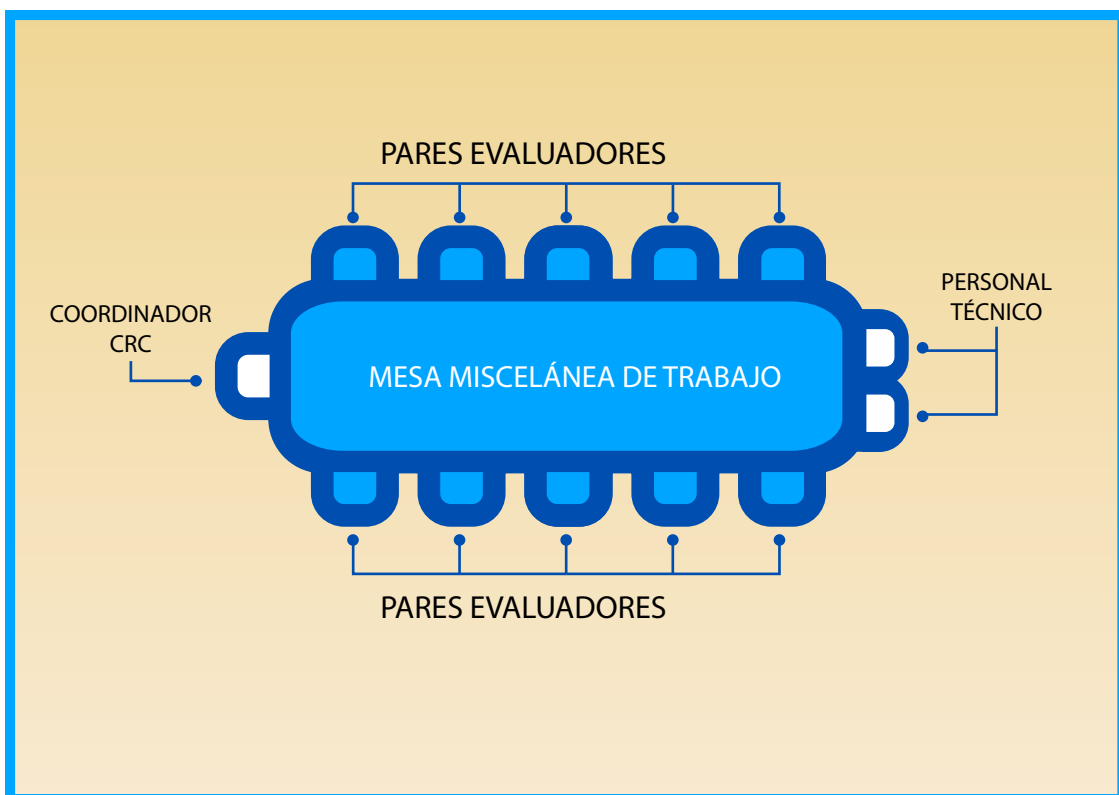 PARES EVALUADORES
COORDINADOR
CRC
PERSONAL
TÉCNICO
MESA MISCELÁNEA DE TRABAJO
PARES EVALUADORES